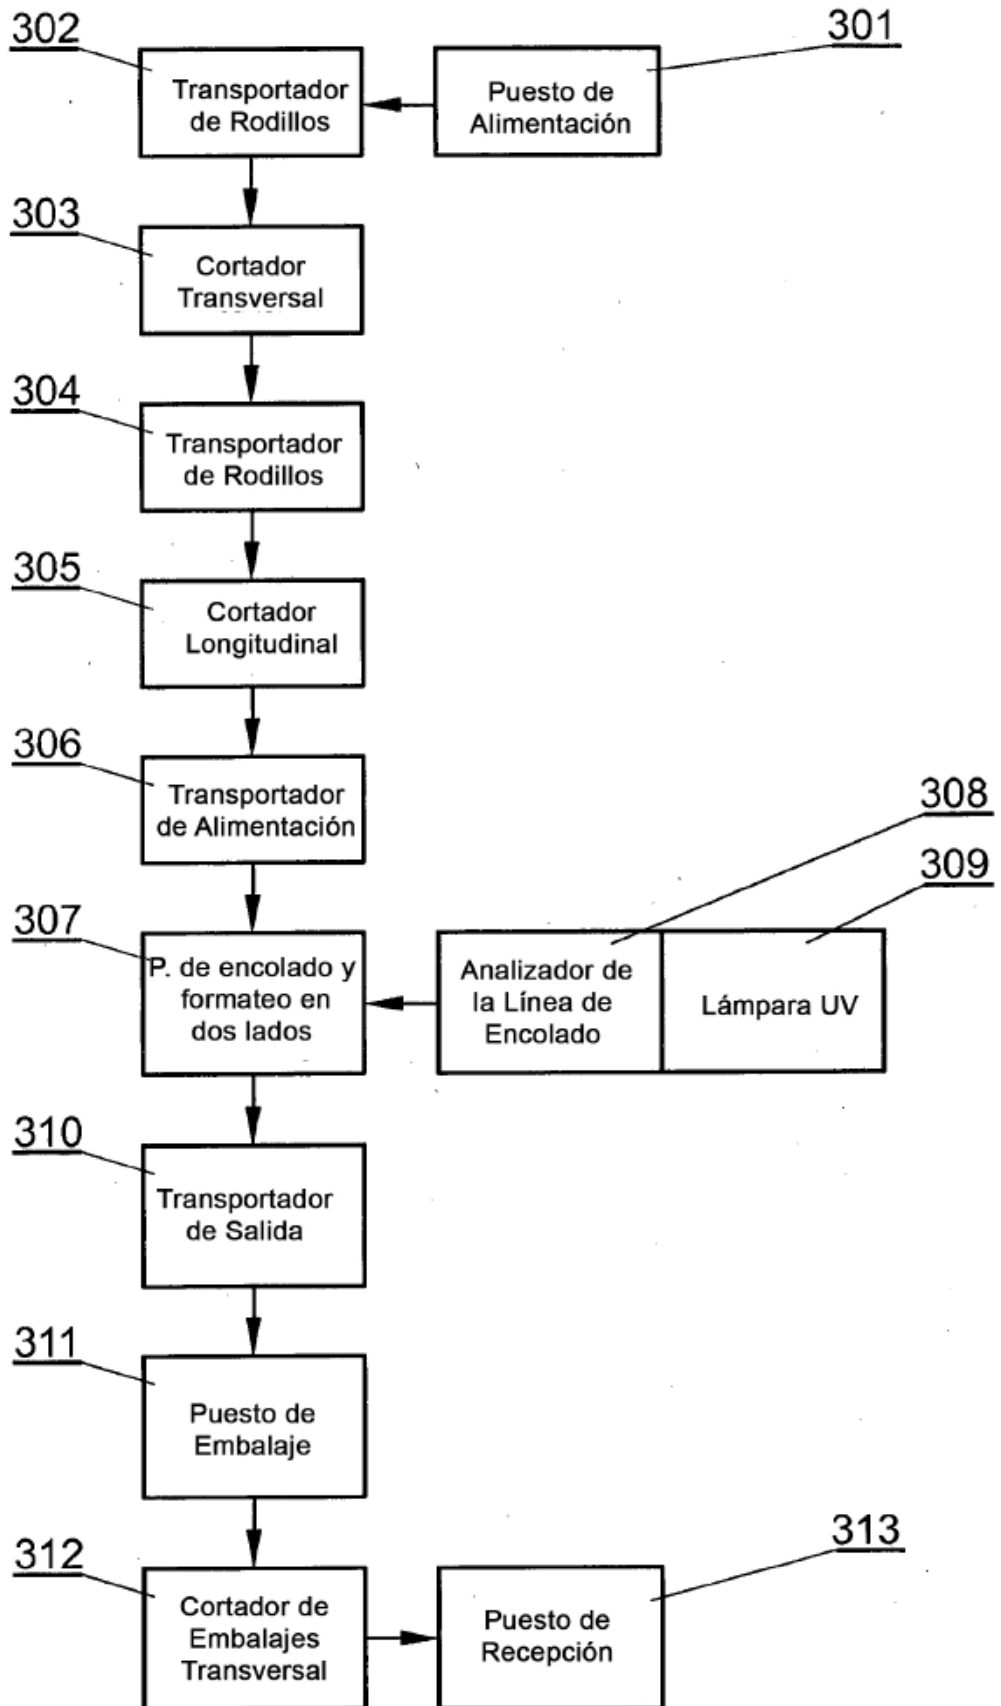 302
301
Transportador
de Rodillos
Puesto de
Alimentación
303
Cortador
Transversal
304
Transportador
de Rodillos
305
Cortador
Longitudinal
306
Transportador
de Alimentación
308
309
307
P. de encolado y
formateo en
dos lados
Analizador de
la Línea de
Encolado
Lámpara UV
310
Transportador
de Salida
311
Puesto de
Embalaje
312
313
Cortador de
Embalajes
Transversal
Puesto de
Recepción